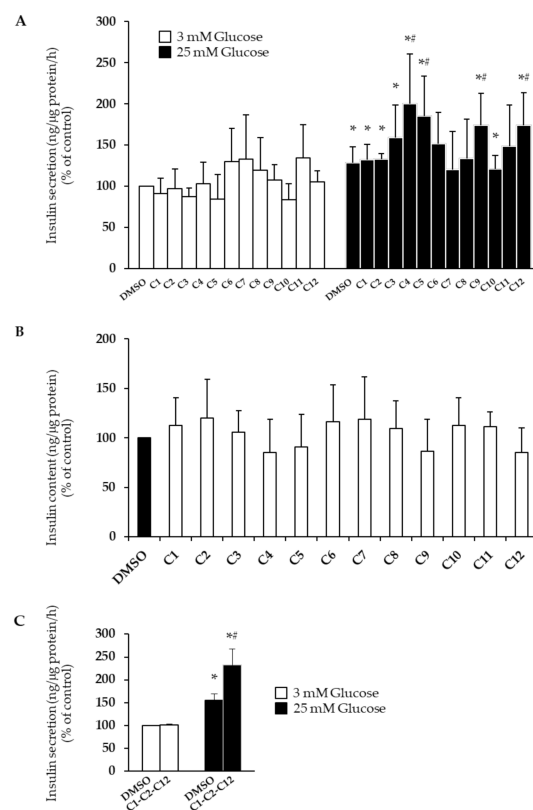 A
Insulin secretion (ng/µg protein/h)
(% of control)
300
250
200
150
100
50
0
3 mM Glucose
25 mM Glucose
* * * * *# *# *# * *#
DMSO C1 C2 C3 C4 C5 C6 C7 C8 C9 C10 C11 C12 DMSO C1 C2 C3 C4 C5 C6 C7 C8 C9 C10 C11 C12
B
Insulin content (ng/µg protein)
(% of control)
200
150
100
50
0
DMSO C1 C2 C3 C4 C5 C6 C7 C8 C9 C10 C11 C12
C
Insulin secretion (ng/µg protein/h)
(% of control)
300
250
200
150
100
50
0
* *#
3 mM Glucose
25 mM Glucose
DMSO C1-C2-C12 DMSO C1-C2-C12